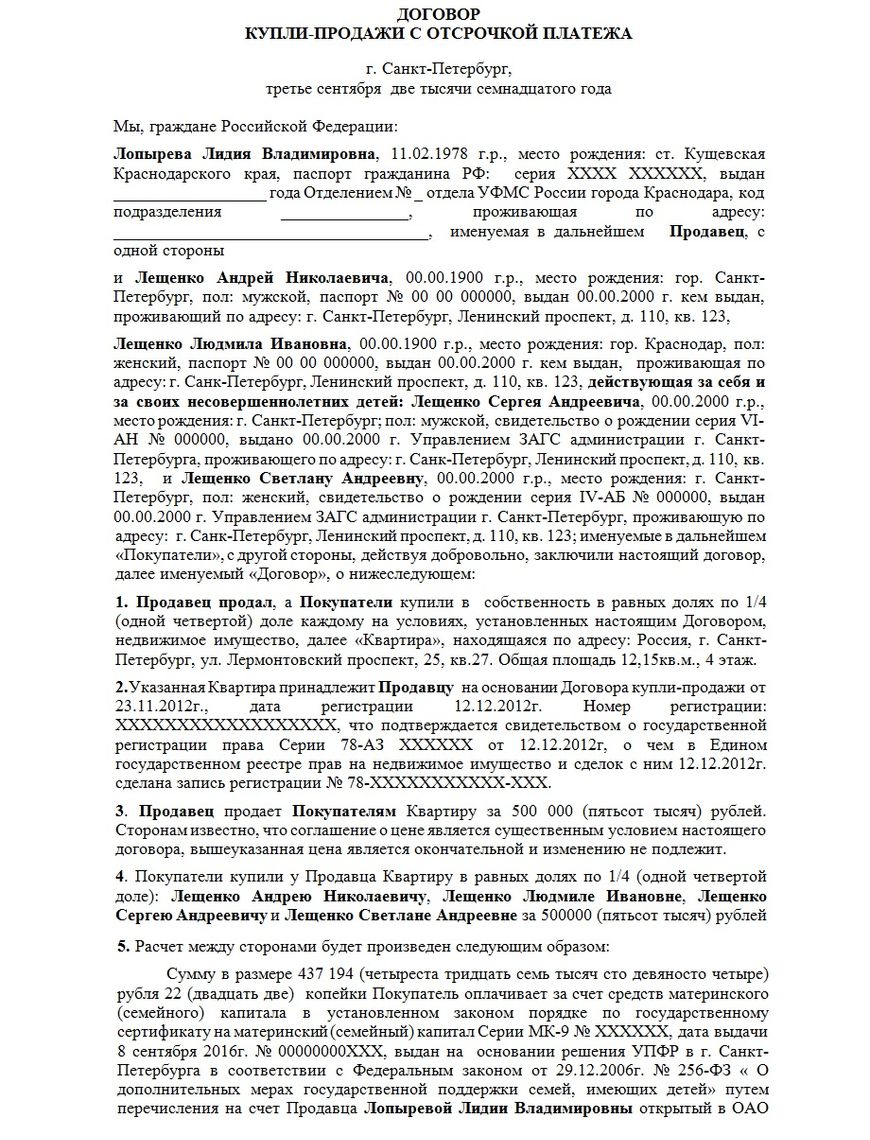 ДОГОВОР
КУПЛИ-ПРОДАЖИ С ОТСРОЧКОЙ ПЛАТЕЖА
г. Санкт-Петербург,
третье сентября две тысячи семнадцатого года
Мы, граждане Российской Федерации:
Лопырева Лидия Владимировна, 11.02.1978 г.р., место рождения: ст. Кущевская
Краснодарского края, паспорт гражданина РФ: серия XXXX XXXXXX, выдан
___________________ года Отделением № _ отдела УФМС России города Краснодара, код
подразделения ________________, проживающая по адресу:
_______________________________________, именуемая в дальнейшем Продавец, с
одной стороны
и Лещенко Андрей Николаевича, 00.00.1900 г.р., место рождения: гор. Санкт-
Петербург, пол: мужской, паспорт № 00 00 000000, выдан 00.00.2000 г. кем выдан,
проживающий по адресу: г. Санкт-Петербург, Ленинский проспект, д. 110, кв. 123,
Лещенко Людмила Ивановна, 00.00.1900 г.р., место рождения: гор. Краснодар, пол:
женский, паспорт № 00 00 000000, выдан 00.00.2000 г. кем выдан, проживающая по
адресу: г. Санк-Петербург, Ленинский проспект, д. 110, кв. 123, действующая за себя и
за своих несовершеннолетних детей: Лещенко Сергея Андреевича, 00.00.2000 г.р.,
место рождения: г. Санкт-Петербург; пол: мужской, свидетельство о рождении серия VI-
АН № 000000, выдано 00.00.2000 г. Управлением ЗАГС администрации г. Санкт-
Петербурга, проживающего по адресу: г. Санк-Петербург, Ленинский проспект, д. 110, кв.
123, и Лещенко Светлану Андреевну, 00.00.2000 г.р., место рождения: г. Санкт-
Петербург, пол: женский, свидетельство о рождении серия IV-АБ № 000000, выдан
00.00.2000 г. Управлением ЗАГС администрации г. Санкт-Петербург, проживающую по
адресу: г. Санк-Петербург, Ленинский проспект, д. 110, кв. 123; именуемые в дальнейшем
«Покупатели», с другой стороны, действуя добровольно, заключили настоящий договор,
далее именуемый «Договор», о нижеследующем:
1. Продавец продал, а Покупатели купили в собственность в равных долях по 1/4
(одной четвертой) доле каждому на условиях, установленных настоящим Договором,
недвижимое имущество, далее «Квартира», находящаяся по адресу: Россия, г. Санкт-
Петербург, ул. Лермонтовский проспект, 25, кв.27. Общая площадь 12,15кв.м., 4 этаж.
2.Указанная Квартира принадлежит Продавцу на основании Договора купли-продажи от
23.11.2012г., дата регистрации 12.12.2012г. Номер регистрации:
XXXXXXXXXXXXXXXXXX, что подтверждается свидетельством о государственной
регистрации права Серии 78-АЗ XXXXXX от 12.12.2012г, о чем в Едином
государственном реестре прав на недвижимое имущество и сделок с ним 12.12.2012г.
сделана запись регистрации № 78-XXXXXXXXXXX-XXX.
3. Продавец продает Покупателям Квартиру за 500 000 (пятьсот тысяч) рублей.
Сторонам известно, что соглашение о цене является существенным условием настоящего
договора, вышеуказанная цена является окончательной и изменению не подлежит.
4. Покупатели купили у Продавца Квартиру в равных долях по 1/4 (одной четвертой
доле): Лещенко Андрею Николаевичу, Лещенко Людмиле Ивановне, Лещенко
Сергею Андреевичу и Лещенко Светлане Андреевне за 500000 (пятьсот тысяч) рублей
5. Расчет между сторонами будет произведен следующим образом:
Сумму в размере 437 194 (четыреста тридцать семь тысяч сто девяносто четыре)
рубля 22 (двадцать две) копейки Покупатель оплачивает за счет средств материнского
(семейного) капитала в установленном законом порядке по государственному
сертификату на материнский (семейный) капитал Серии МК-9 № XXXXXX, дата выдачи
8 сентября 2016г. № 00000000XXX, выдан на основании решения УПФР в г. Санкт-
Петербурга в соответствии с Федеральным законом от 29.12.2006г. № 256-ФЗ « О
дополнительных мерах государственной поддержки семей, имеющих детей» путем
перечисления на счет Продавца Лопыревой Лидии Владимировны открытый в ОАО